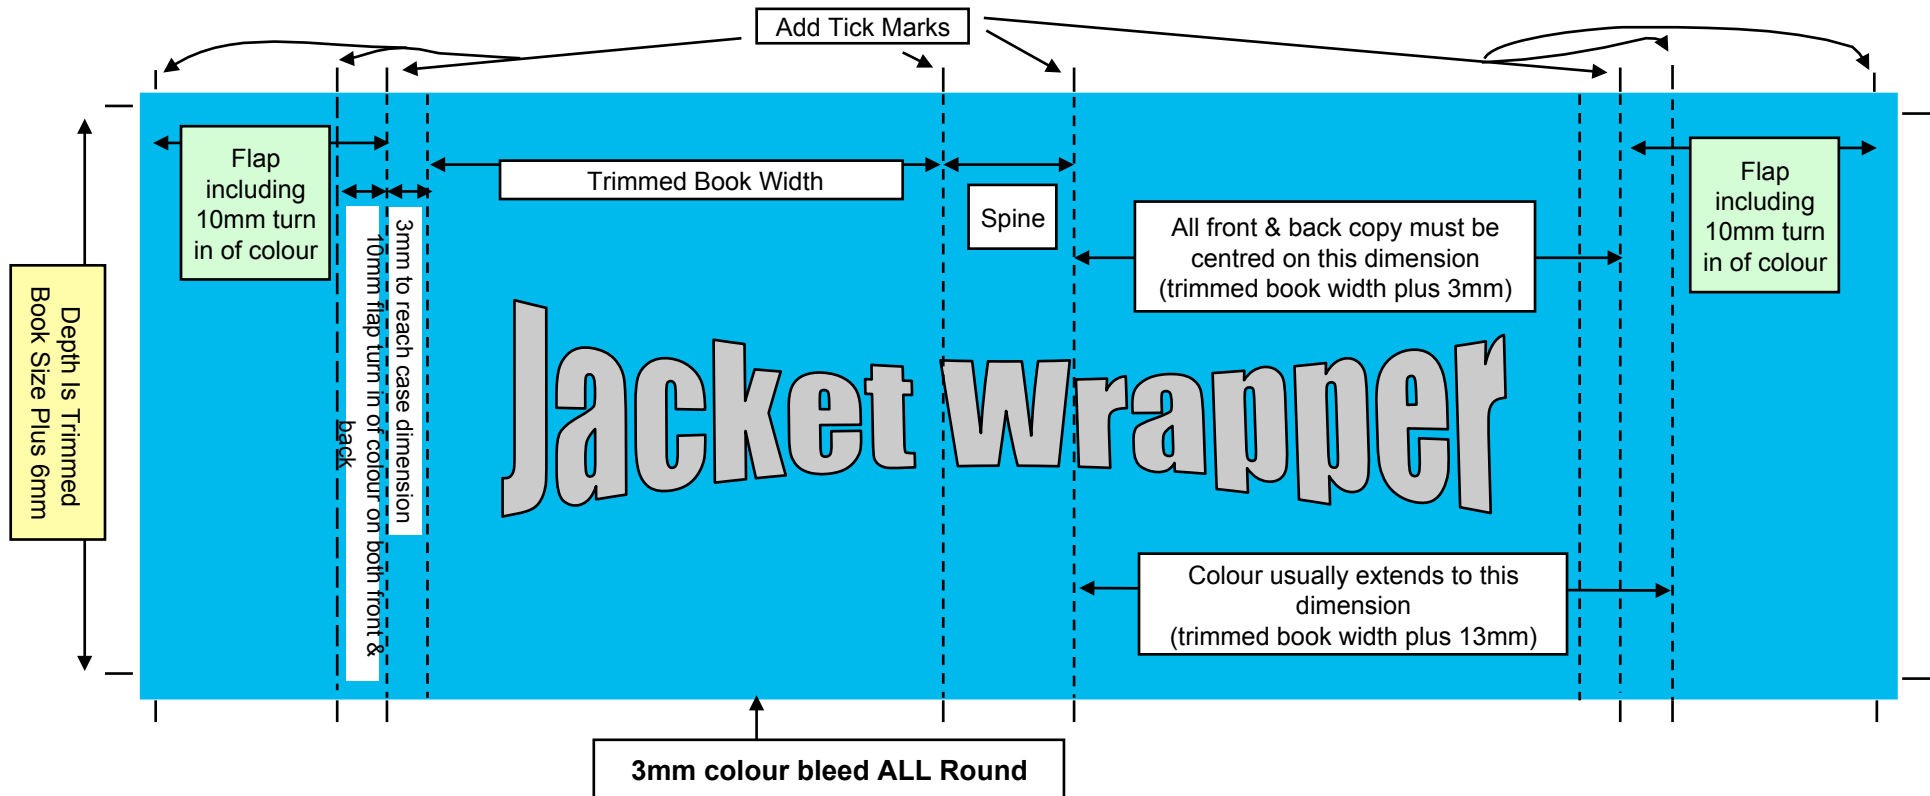 Add Tick Marks
Flap
including
10mm turn
in of colour
Trimmed Book Width
Spine
All front & back copy must be
centred on this dimension
(trimmed book width plus 3mm)
Flap
including
10mm turn
in of colour
3mm to reach case dimension
10mm flap turn in of colour on both front &
back
Depth Is Trimmed
Book Size Plus 6mm
Jacket wrapper
Colour usually extends to this
dimension
(trimmed book width plus 13mm)
3mm colour bleed ALL Round